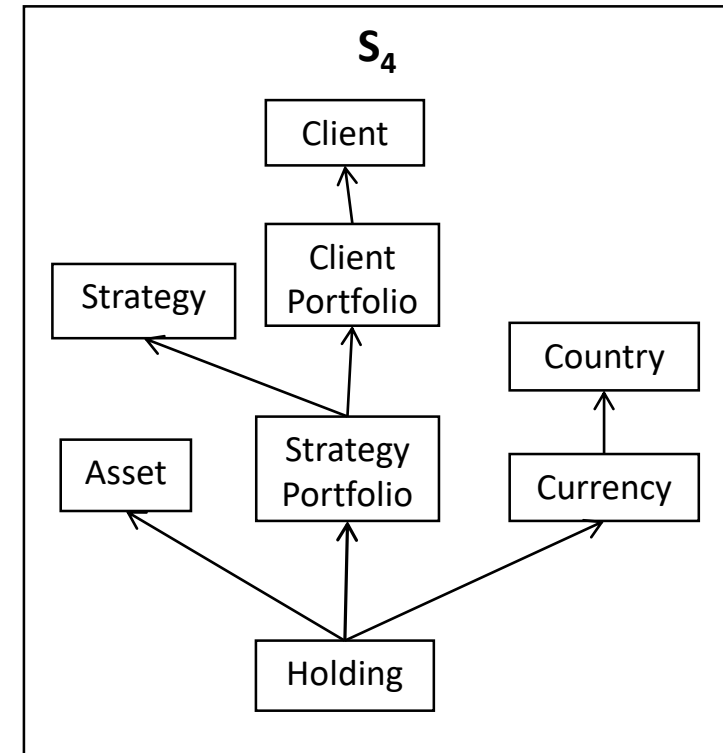 S₄
Client
Client
Portfolio
Strategy
Country
Strategy
Portfolio
Asset
Currency
Holding